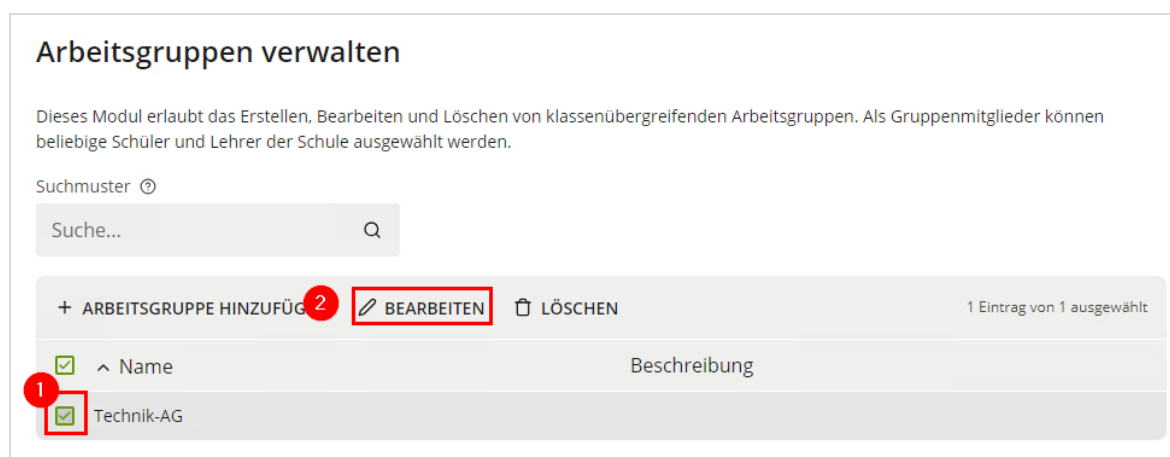 Arbeitsgruppen verwalten
Dieses Modul erlaubt das Erstellen, Bearbeiten und Löschen von klassenübergreifenden Arbeitsgruppen. Als Gruppenmitglieder können
beliebige Schüler und Lehrer der Schule ausgewählt werden.
Suchmuster ?
Suche...
+ ARBEITSGRUPPE HINZUFÜG 2 BEARBEITEN LÖSCHEN 1 Eintrag von 1 ausgewählt
Name Beschreibung
1
Technik-AG